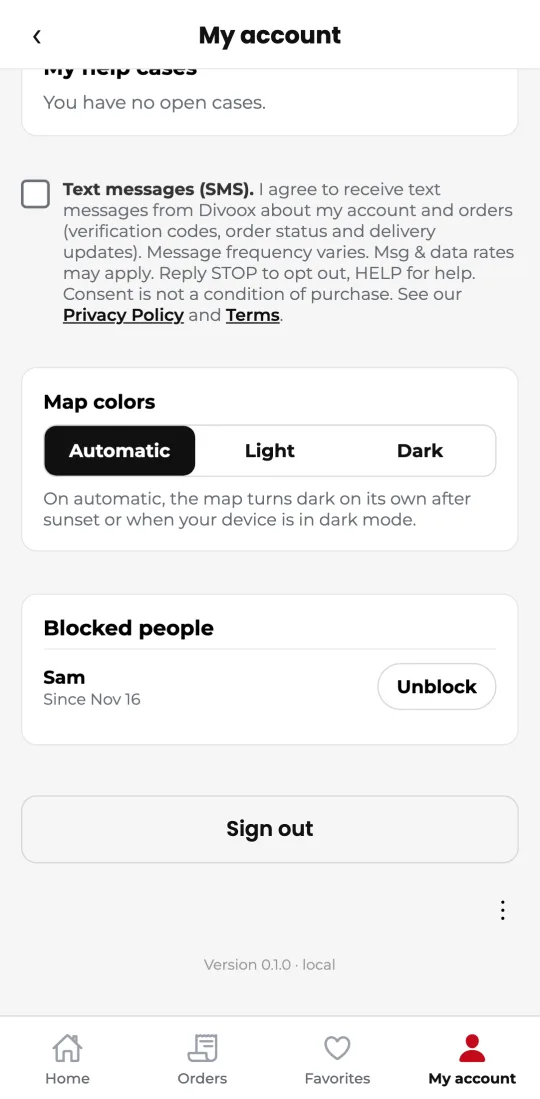 My account
My help cases
You have no open cases.
Text messages (SMS). I agree to receive text
messages from Divoox about my account and orders
(verification codes, order status and delivery
updates). Message frequency varies. Msg & data rates
may apply. Reply STOP to opt out, HELP for help.
Consent is not a condition of purchase. See our
Privacy Policy and Terms.
Map colors
Automatic Light Dark
On automatic, the map turns dark on its own after
sunset or when your device is in dark mode.
Blocked people
Sam
Since Nov 16
Unblock
Sign out
Version 0.1.0 · local
Home Orders Favorites My account